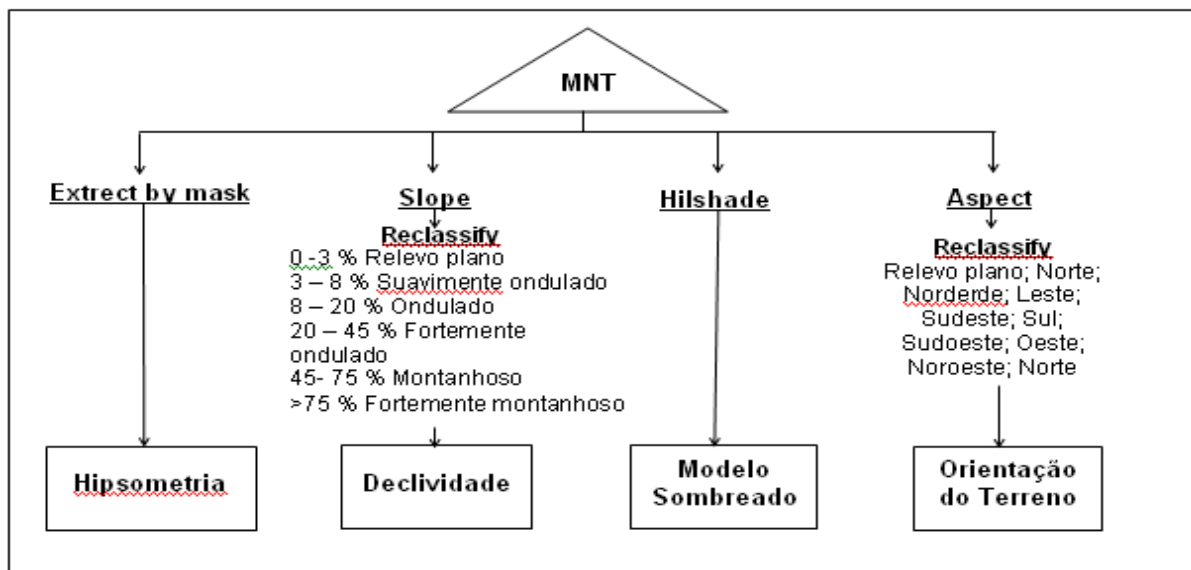 MNT
Extrect by mask
Slope
Reclassify
0 -3 % Relevo plano
3 – 8 % Suavimente ondulado
8 – 20 % Ondulado
20 – 45 % Fortemente
ondulado
45- 75 % Montanhoso
>75 % Fortemente montanhoso
Hilshade
Aspect
Reclassify
Relevo plano; Norte;
Norderde; Leste;
Sudeste; Sul;
Sudoeste; Oeste;
Noroeste; Norte
Hipsometria
Declividade
Modelo
Sombreado
Orientação
do Terreno